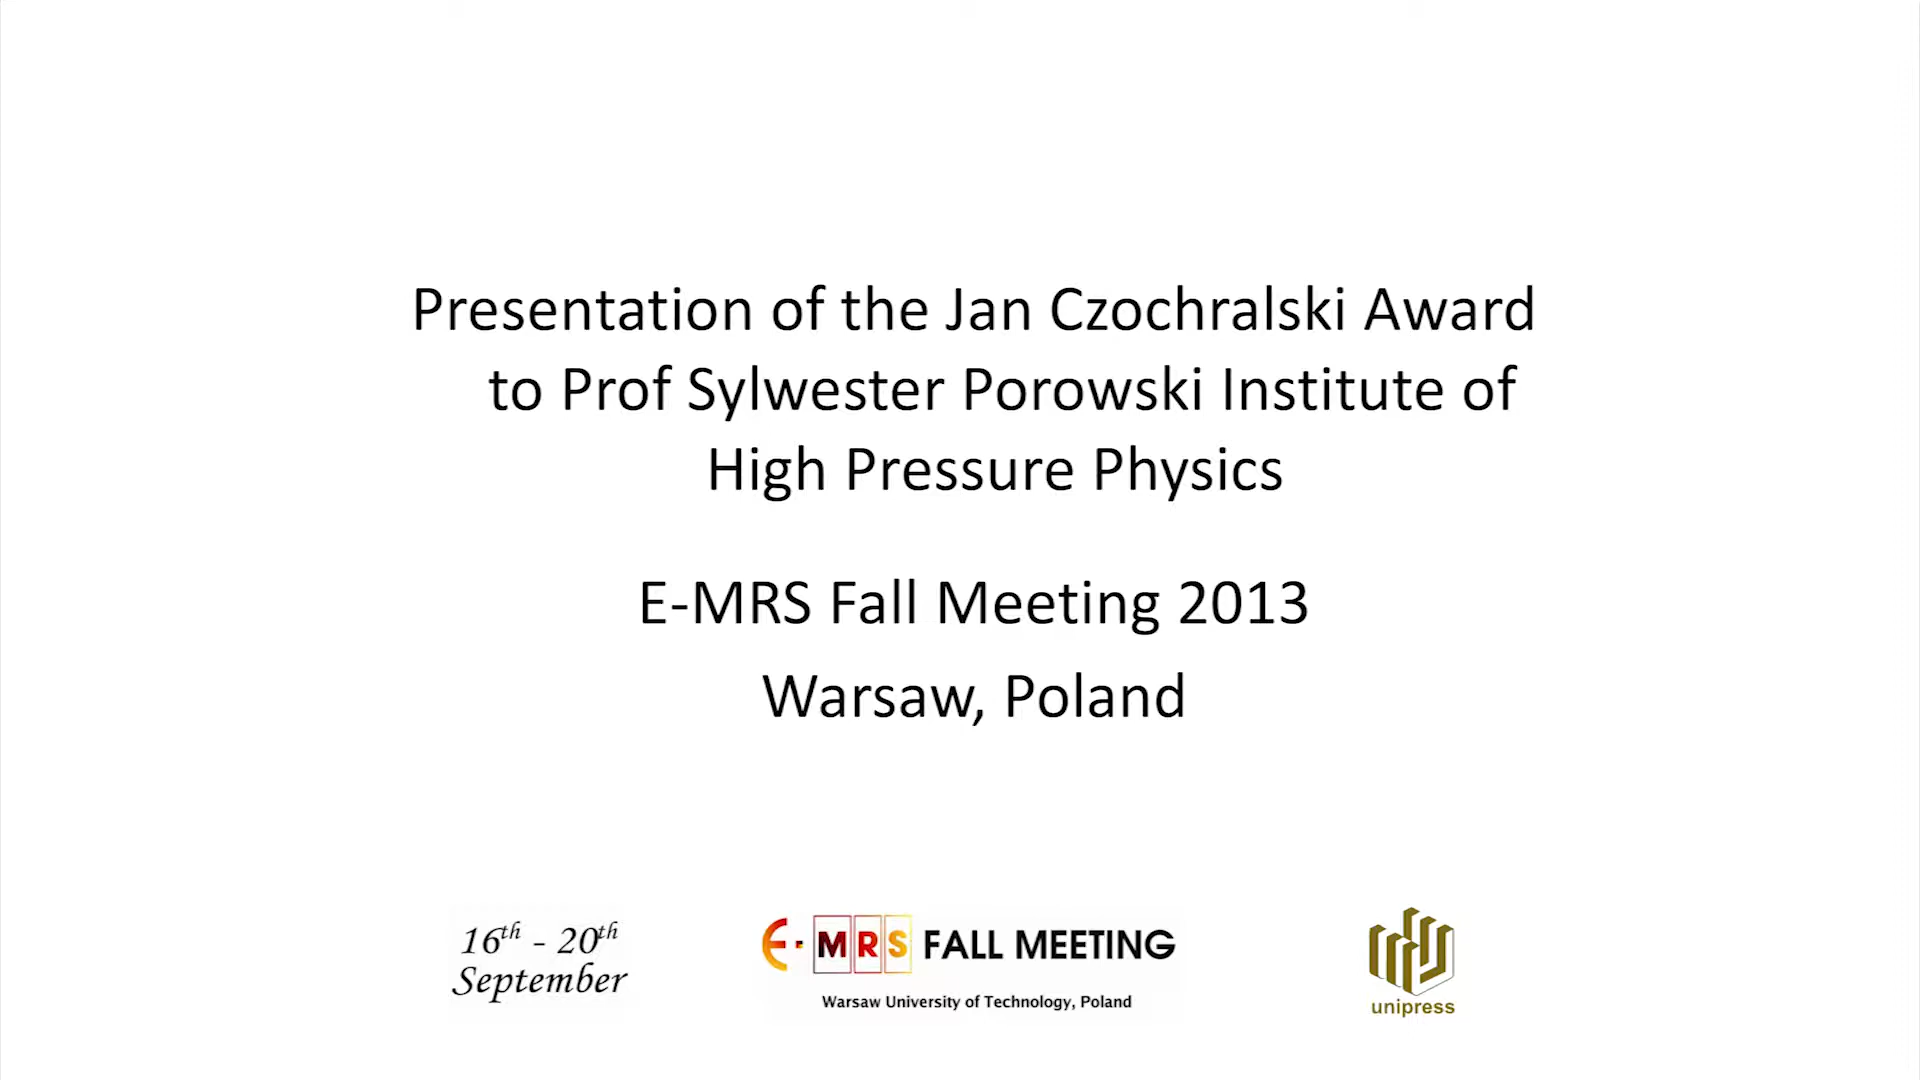 Presentation of the Jan Czochralski Award
to Prof Sylwester Porowski Institute of
High Pressure Physics
E-MRS Fall Meeting 2013
Warsaw, Poland
16th - 20th
September
E-MRS FALL MEETING
Warsaw University of Technology, Poland
unipress